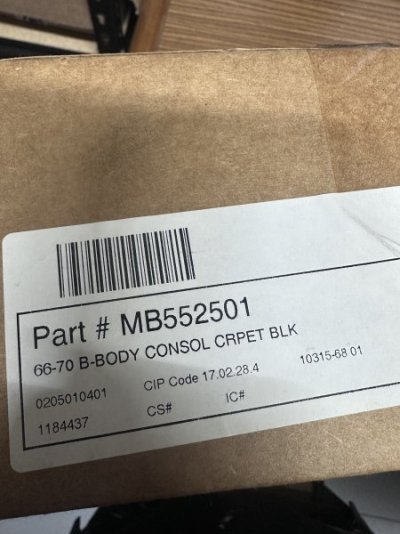 Part # MB552501
66-70 B-BODY CONSOL CRPET BLK
0205010401 CIP Code 17.02.28.4 10315-68 01
1184437 CS# IC#